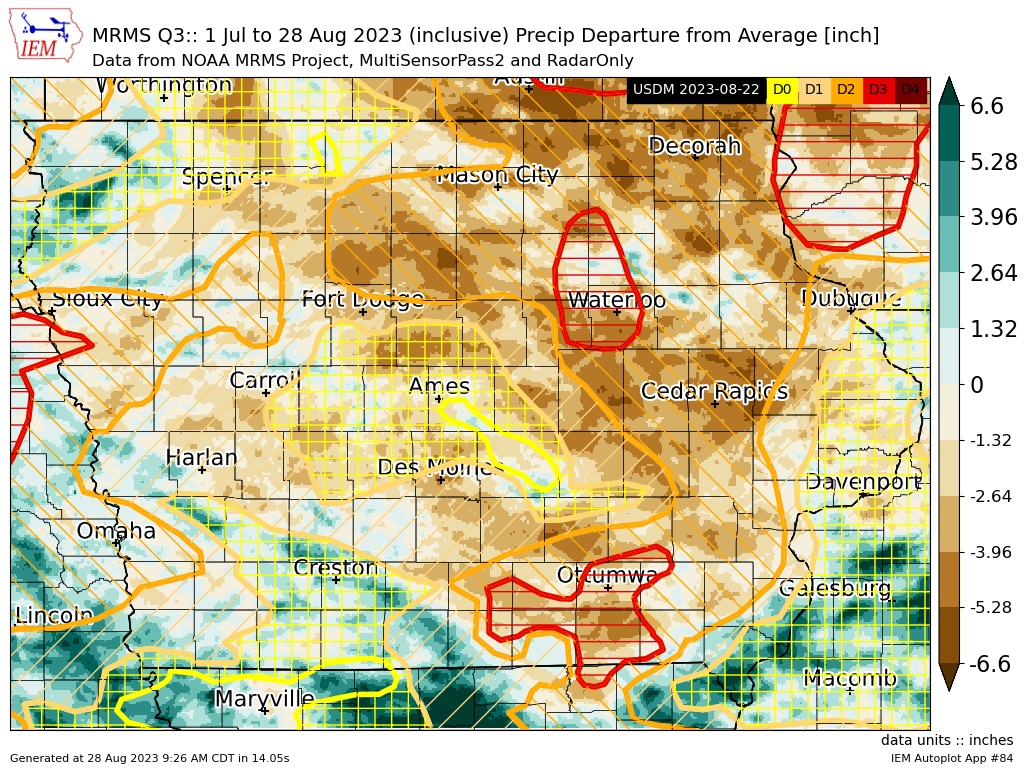 MRMS Q3:: 1 Jul to 28 Aug 2023 (inclusive) Precip Departure from Average [inch]
IEM
Data from NOAA MRMS Project, MultiSensorPass2 and RadarOnly
Worthington
Austin
USDM 2023-08-22 D0 D1 D2 D3 D4
6.6
Decorah
5.28
Spencer
Mason City
3.96
2.64
Sioux City
Fort Dodge
Waterloo
Dubuque
1.32
0
Carroll
Ames
Cedar Rapids
-1.32
Harlan
Des Moines
Davenport
-2.64
Omaha
-3.96
Creston
Ottumwa
Galesburg
-5.28
Lincoln
-6.6
Maryville
Macomb
data units :: inches
Generated at 28 Aug 2023 9:26 AM CDT in 14.05s
IEM Autoplot App #84